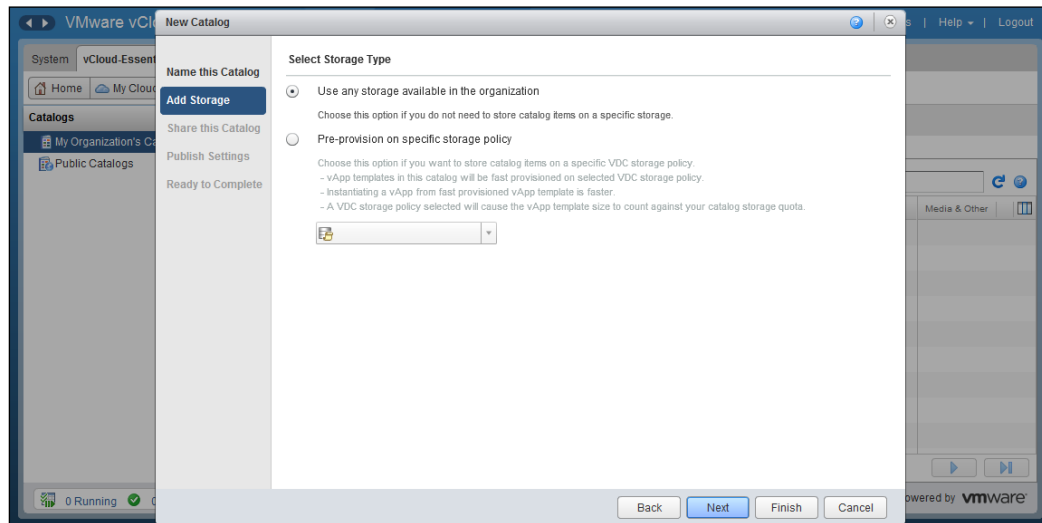 VMware vClo
New Catalog
s | Help | Logout
System
vCloud-Essent
Home
My Cloud
Catalogs
My Organization's Ca
Public Catalogs
Name this Catalog
Add Storage
Share this Catalog
Publish Settings
Ready to Complete
Select Storage Type
Use any storage available in the organization
Choose this option if you do not need to store catalog items on a specific storage.
Pre-provision on specific storage policy
Choose this option if you want to store catalog items on a specific VDC storage policy.
- vApp templates in this catalog will be fast provisioned on selected VDC storage policy.
- Instantiating a vApp from fast provisioned vApp template is faster.
- A VDC storage policy selected will cause the vApp template size to count against your catalog storage quota.
Media & Other
0 Running
Back
Next
Finish
Cancel
owered by vmware